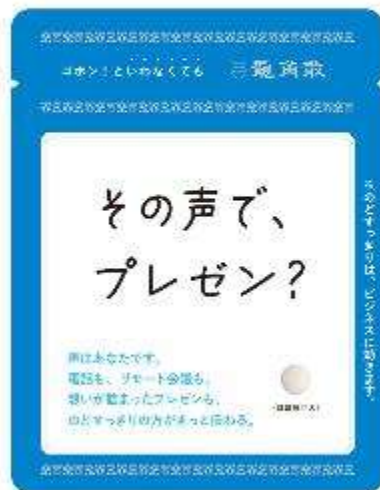 ゴホン！といわなくても
龍角散
その声で、
プレゼン？
声はあなたです。
電話も、リモート会議も、
想いが詰まったプレゼンも、
のどすっきりの方がきっと伝わる。
のどすっきりは、ビジネスに効きます。